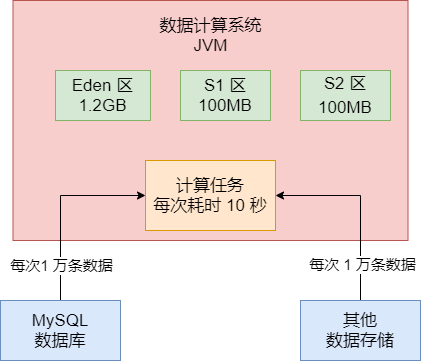 数据计算系统
JVM
Eden 区
1.2GB
S1 区
100MB
S2 区
100MB
计算任务
每次耗时 10 秒
每次1 万条数据
每次 1 万条数据
MySQL
数据库
其他
数据存储